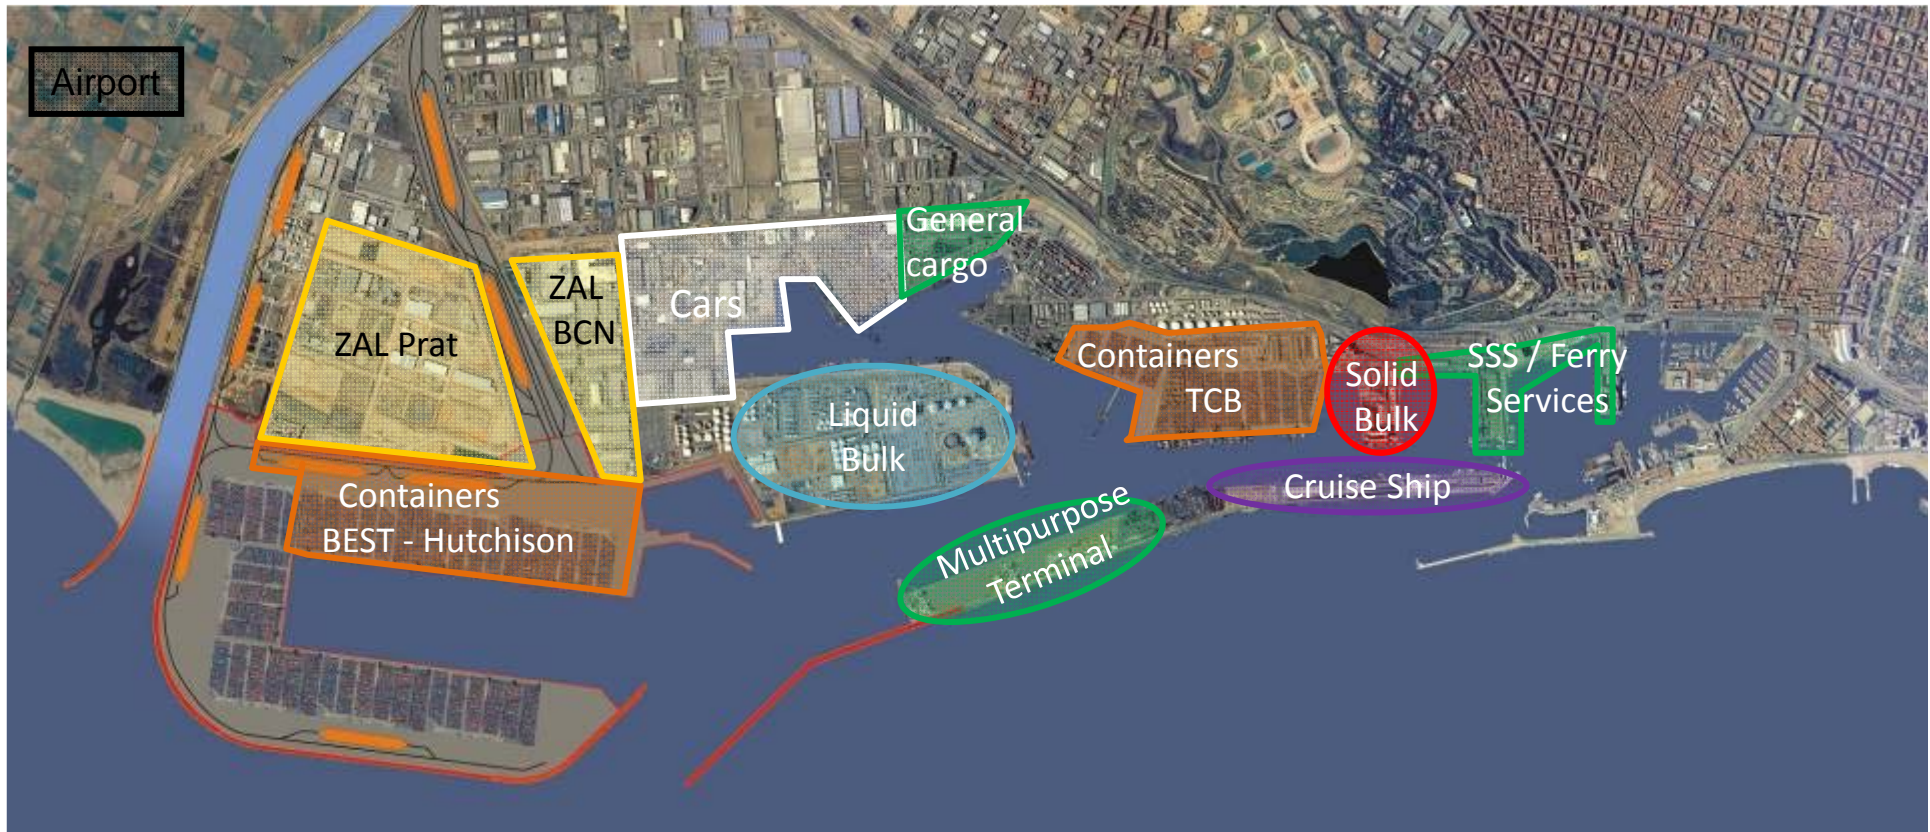 Airport
General
cargo
ZAL
BCN
Cars
ZAL Prat
Containers
TCB
Solid
Bulk
SSS / Ferry
Services
Liquid
Bulk
Containers
BEST - Hutchison
Cruise Ship
Multipurpose
Terminal